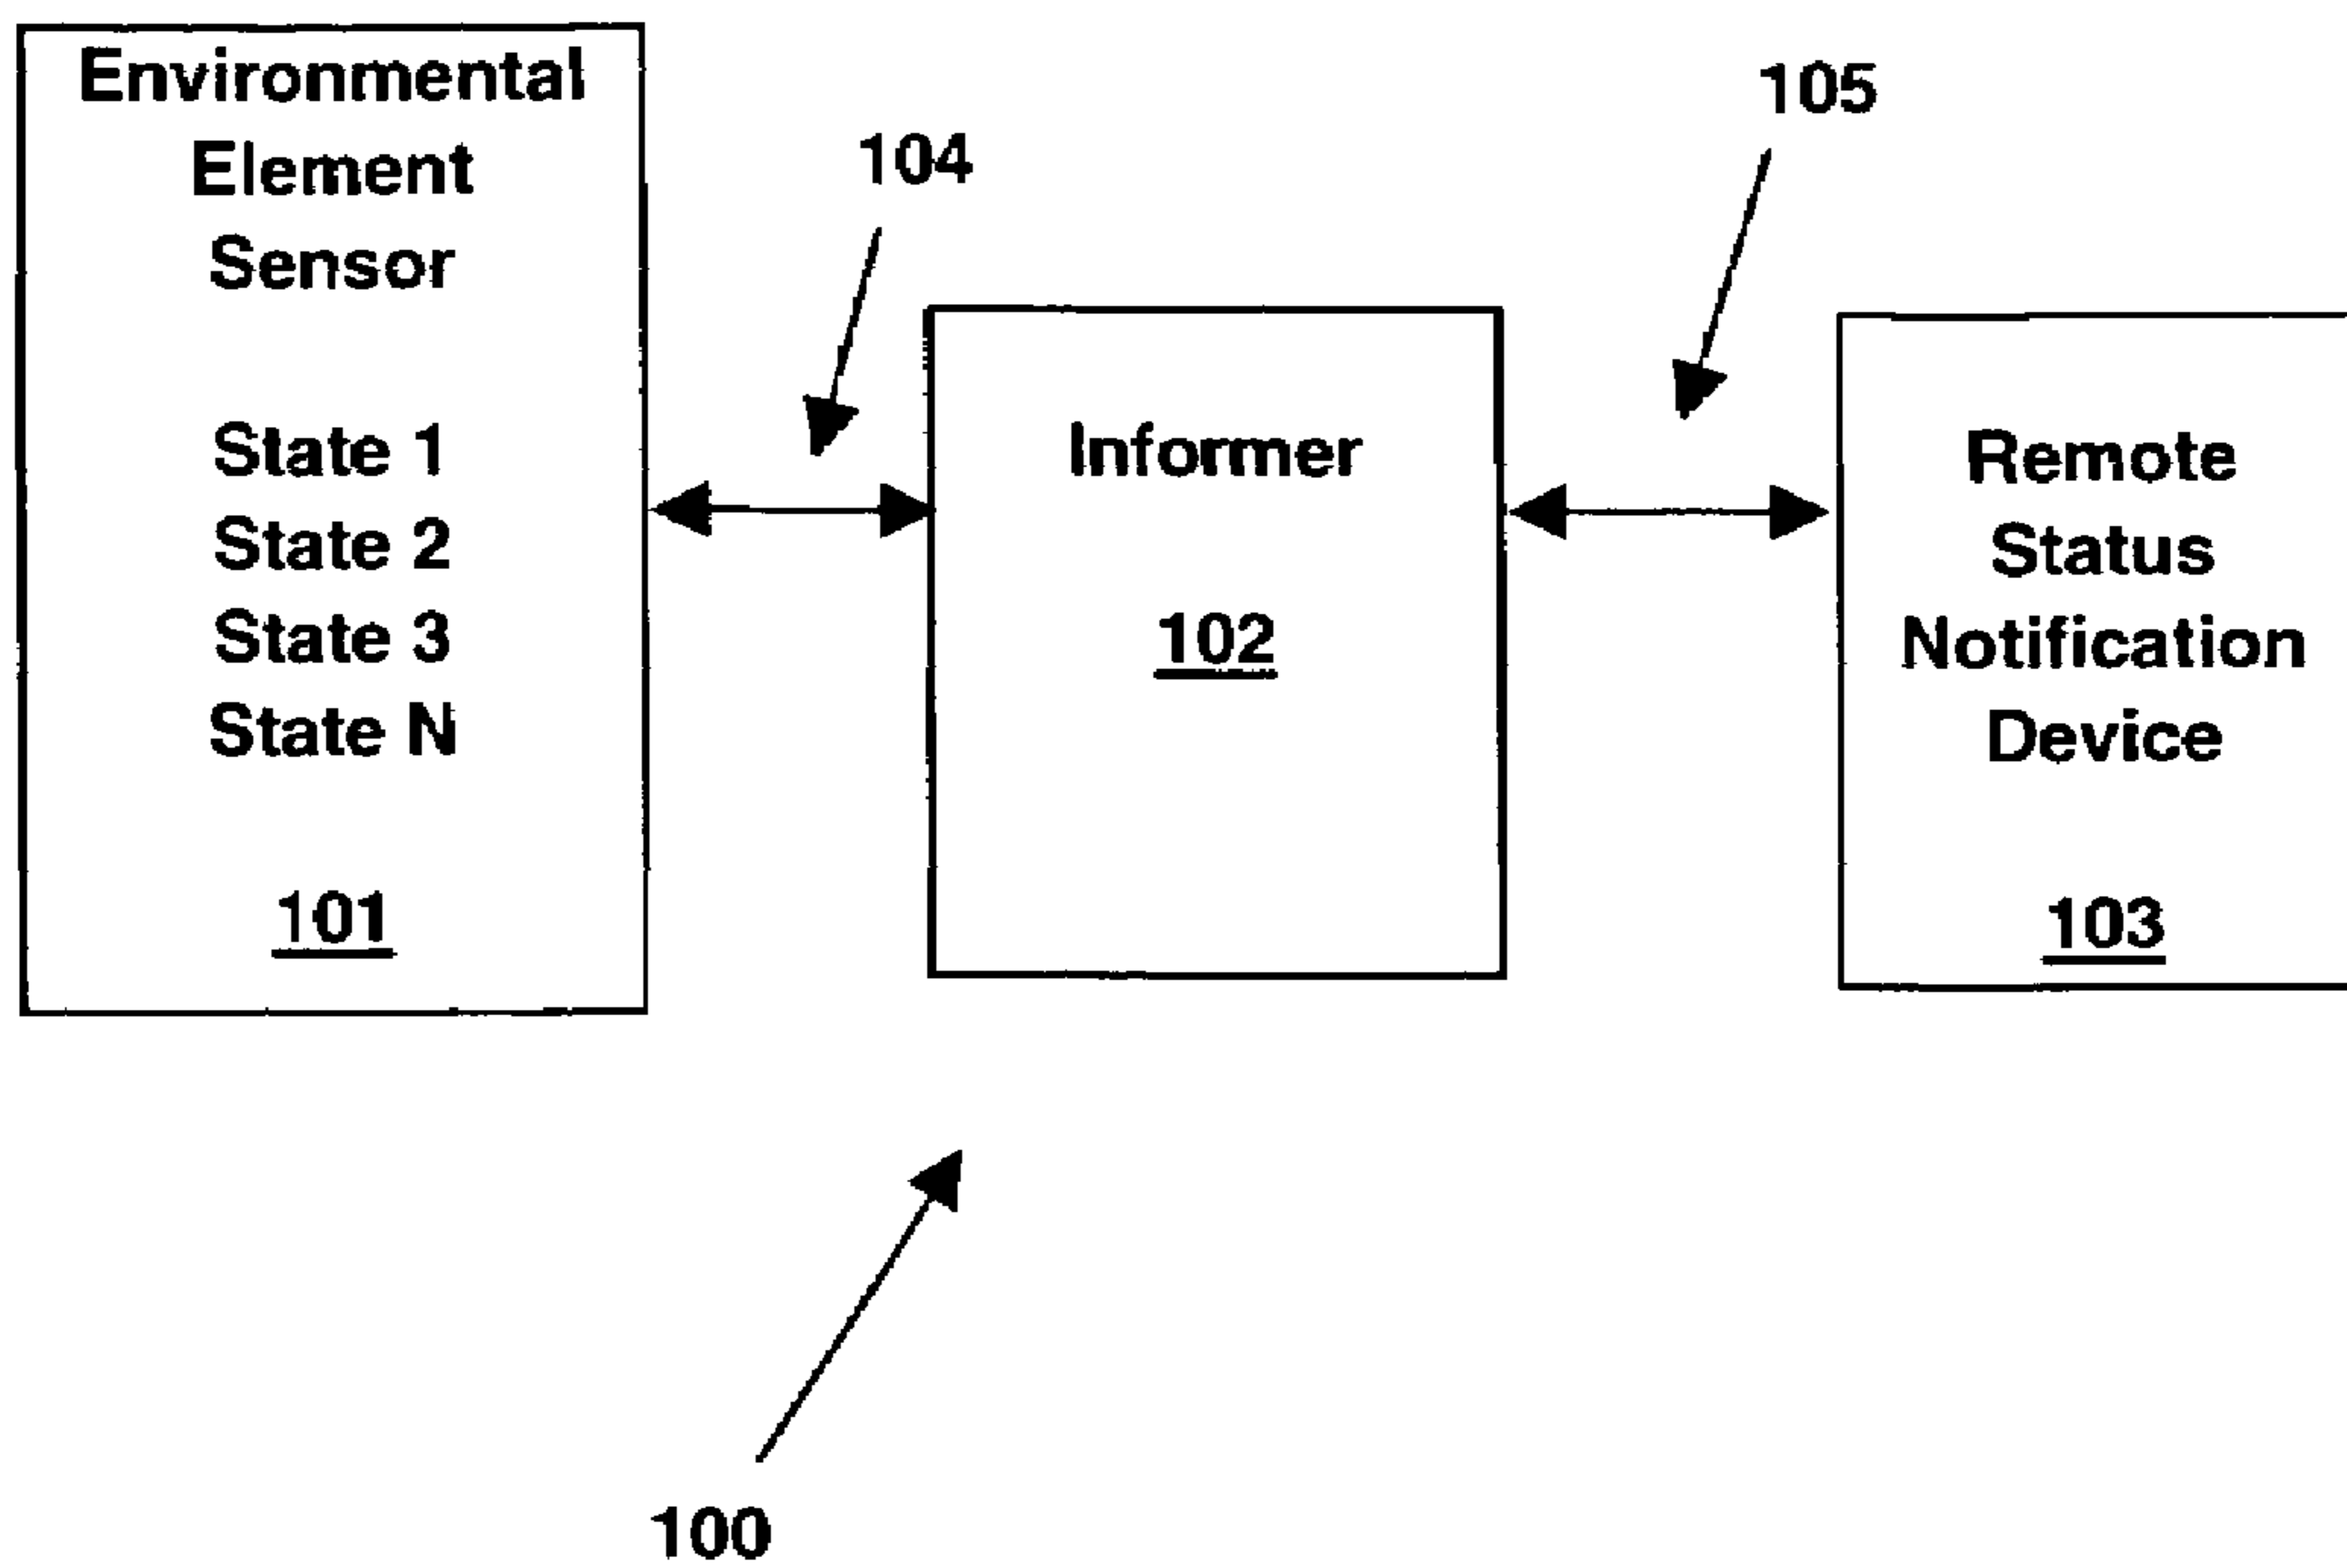 Environmental
Element
Sensor
State 1
State 2
State 3
State N
101
104
Informer
102
105
Remote
Status
Notification
Device
103
100